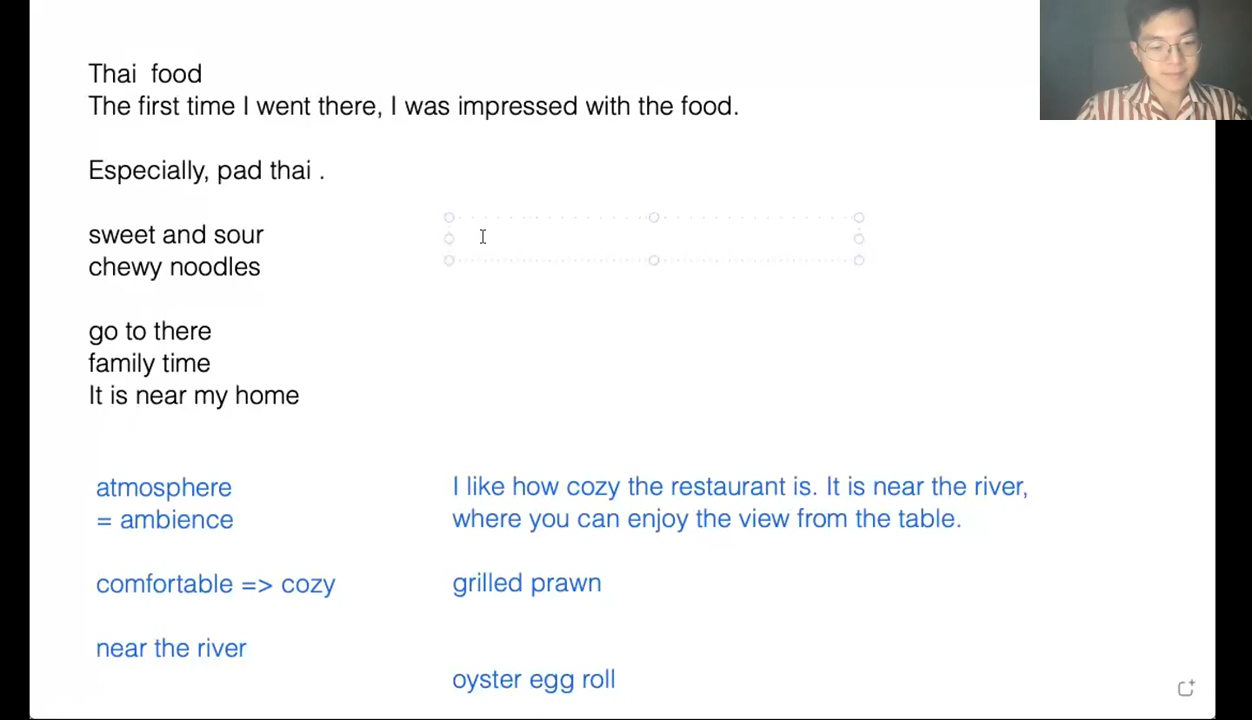 Thai  food
The first time I went there, I was impressed with the food.
Especially, pad thai .
sweet and sour
chewy noodles
go to there
family time
It is near my home
atmosphere
= ambience
comfortable => cozy
near the river
I like how cozy the restaurant is. It is near the river,
where you can enjoy the view from the table.
grilled prawn
oyster egg roll